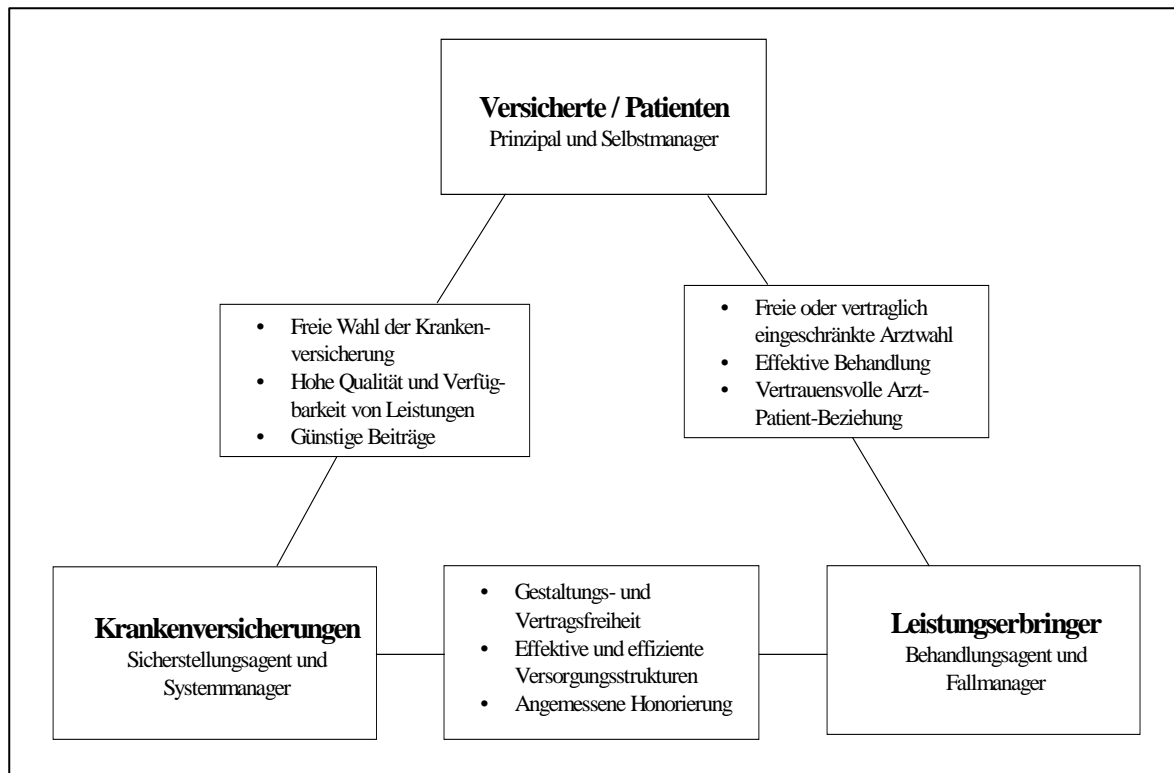 Versicherte / Patienten
Prinzipal und Selbstmanager
• Freie Wahl der Kranken-
versicherung
• Hohe Qualität und Verfüg-
barkeit von Leistungen
• Günstige Beiträge
• Freie oder vertraglich
eingeschränkte Arztwahl
• Effektive Behandlung
• Vertrauensvolle Arzt-
Patient-Beziehung
Krankenversicherungen
Sicherstellungsagent und
Systemmanager
• Gestaltungs- und
Vertragsfreiheit
• Effektive und effiziente
Versorgungsstrukturen
• Angemessene Honorierung
Leistungserbringer
Behandlungsagent und
Fallmanager